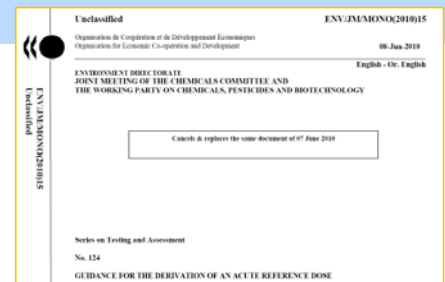 Unclassified ENV/JM/MONO(2010)15
Organisation de Coopération et de Développement Économiques
Organisation for Economic Co-operation and Development 08-Jun-2010
English - Or. English
ENVIRONMENT DIRECTORATE
JOINT MEETING OF THE CHEMICALS COMMITTEE AND
THE WORKING PARTY ON CHEMICALS, PESTICIDES AND BIOTECHNOLOGY
ENV/JM/MONO(2010)15
Unclassified
Cancels & replaces the same document of 07 June 2010
Series on Testing and Assessment
No. 124
GUIDANCE FOR THE DERIVATION OF AN ACUTE REFERENCE DOSE